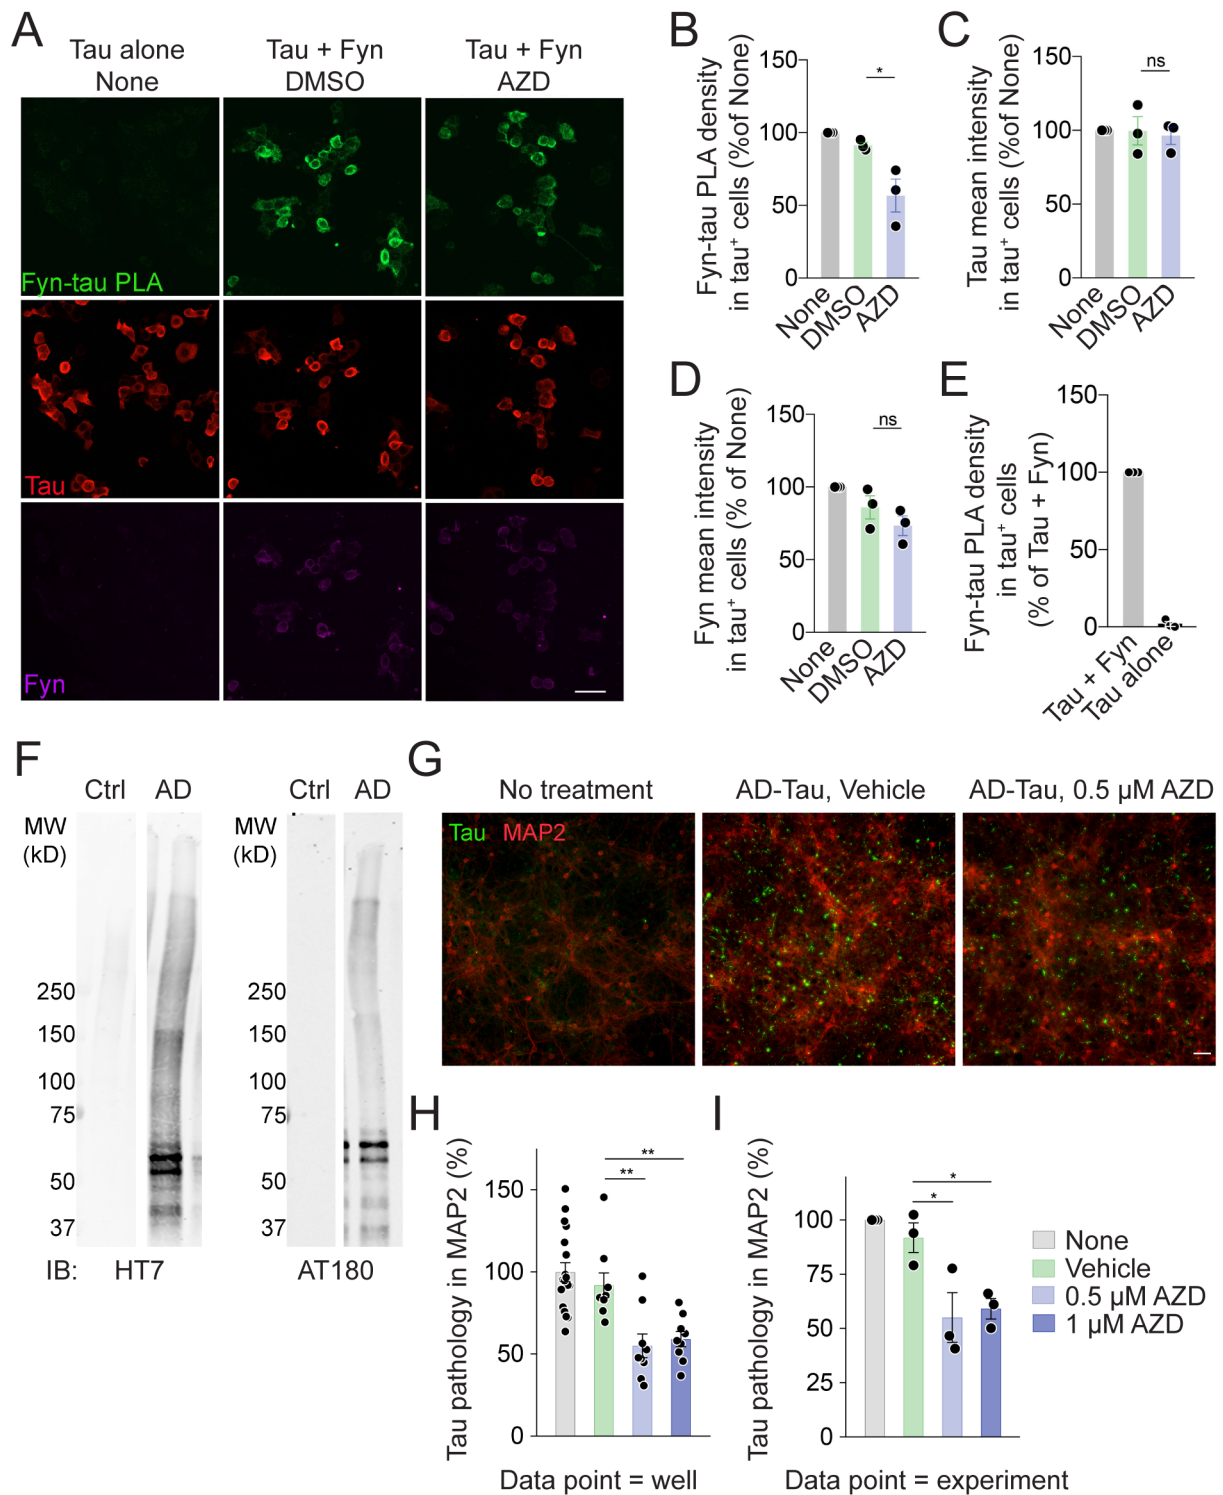 A
Tau alone
None
Tau + Fyn
DMSO
Tau + Fyn
AZD
Fyn-tau PLA
Tau
Fyn
B
Fyn-tau PLA density
in tau⁺ cells (%of None)
150
100
50
0
*
None
DMSO
AZD
C
Tau mean intensity
in tau⁺ cells (%of None)
150
100
50
0
ns
None
DMSO
AZD
D
Fyn mean intensity
in tau⁺ cells (% of None)
150
100
50
0
ns
None
DMSO
AZD
E
Fyn-tau PLA density
in tau⁺ cells
(% of Tau + Fyn)
150
100
50
0
Tau + Fyn
Tau alone
F
Ctrl
AD
MW
(kD)
250
150
100
75
50
37
IB:
HT7
Ctrl
AD
MW
(kD)
250
150
100
75
50
37
AT180
G
No treatment
AD-Tau, Vehicle
AD-Tau, 0.5 µM AZD
Tau MAP2
H
Tau pathology in MAP2 (%)
150
100
50
0
**
**
Data point = well
I
Tau pathology in MAP2 (%)
100
75
50
25
0
*
*
Data point = experiment
None
Vehicle
0.5 µM AZD
1 µM AZD